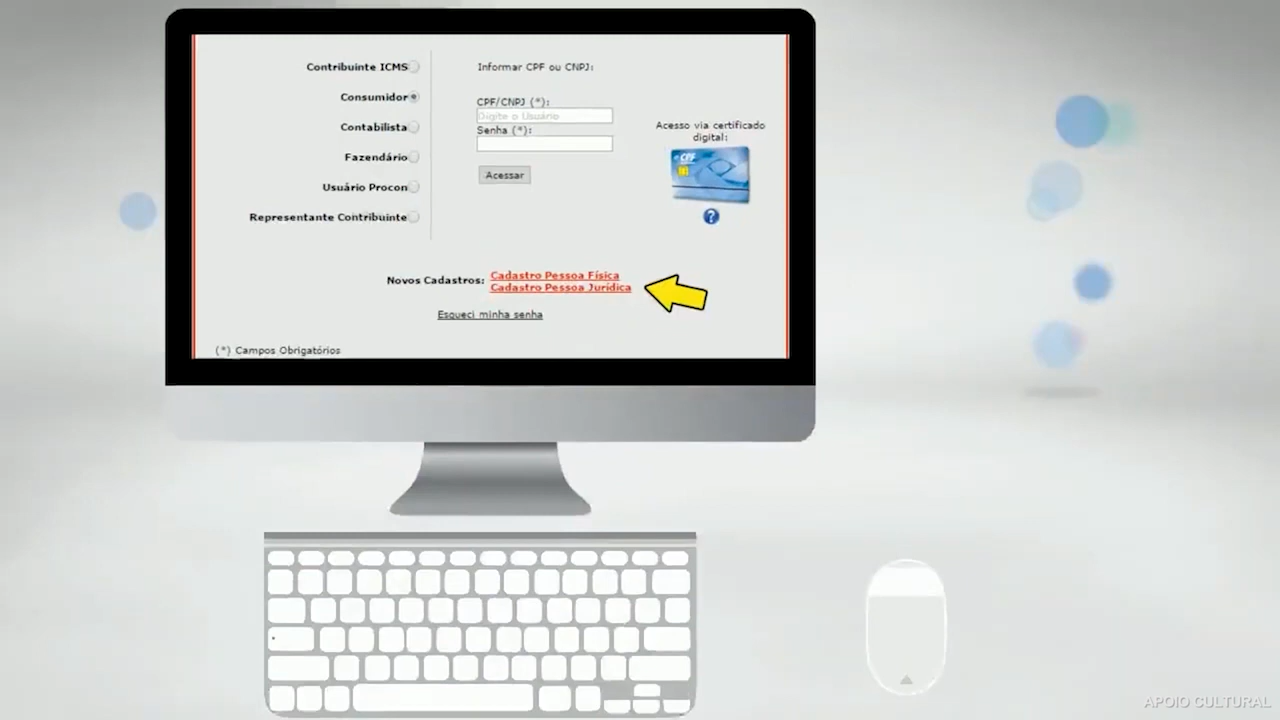 Contribuinte ICMS
Consumidor
Contabilista
Fazendário
Usuário Procon
Representante Contribuinte
Informar CPF ou CNPJ:
CPF/CNPJ (*):
Digite o Usuário
Senha (*):
Acessar
Acesso via certificado
digital:
e-CPF
?
Novos Cadastros:
Cadastro Pessoa Física
Cadastro Pessoa Jurídica
Esqueci minha senha
(*) Campos Obrigatórios
APOIO CULTURAL